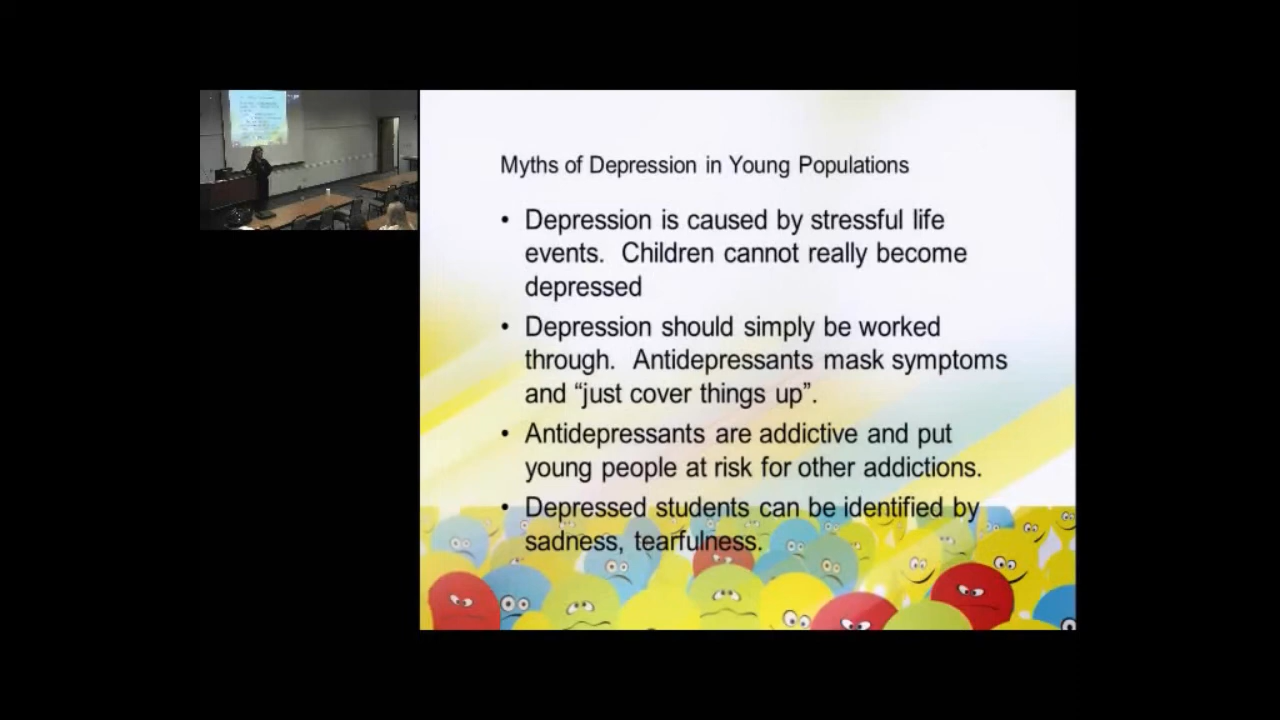 Myths of Depression in Young Populations
• Depression is caused by stressful life
events. Children cannot really become
depressed
• Depression should simply be worked
through. Antidepressants mask symptoms
and “just cover things up”.
• Antidepressants are addictive and put
young people at risk for other addictions.
• Depressed students can be identified by
sadness, tearfulness.